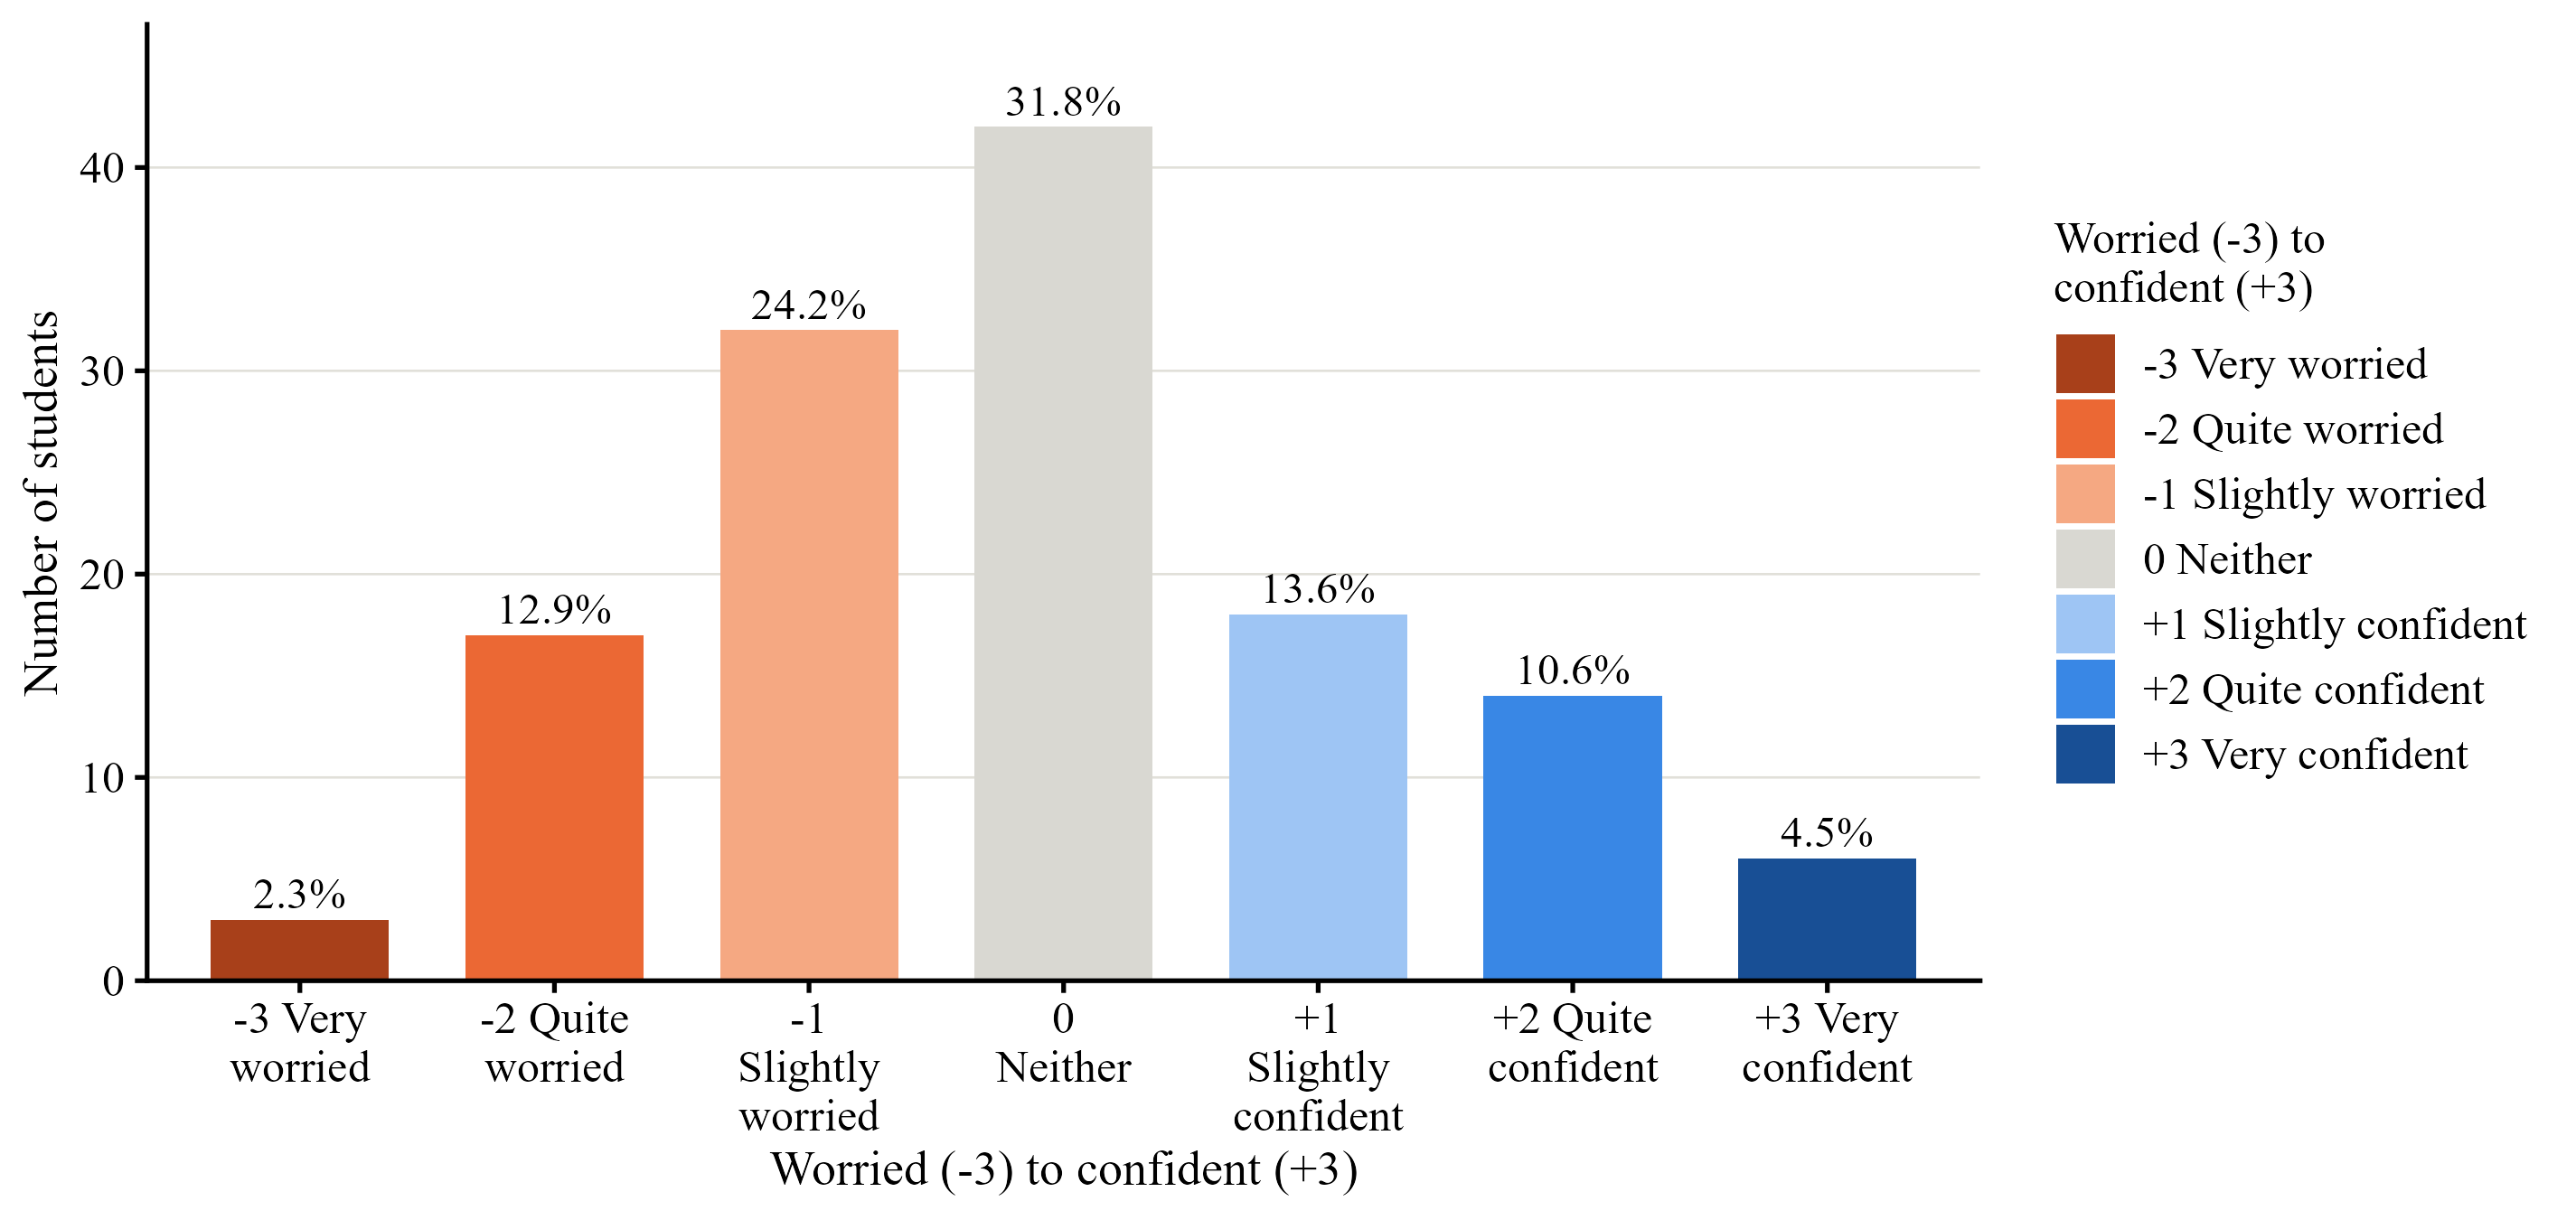 Number of students
40
30
20
10
0
2.3%
12.9%
24.2%
31.8%
13.6%
10.6%
4.5%
-3 Very
worried
-2 Quite
worried
-1
Slightly
worried
0
Neither
+1
Slightly
confident
+2 Quite
confident
+3 Very
confident
Worried (-3) to confident (+3)
Worried (-3) to
confident (+3)
-3 Very worried
-2 Quite worried
-1 Slightly worried
0 Neither
+1 Slightly confident
+2 Quite confident
+3 Very confident